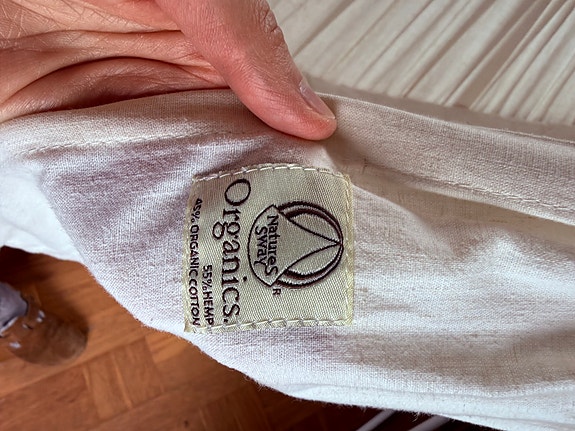 Natures
Sway
R
Organics.
55% HEMP
45% ORGANIC COTTON